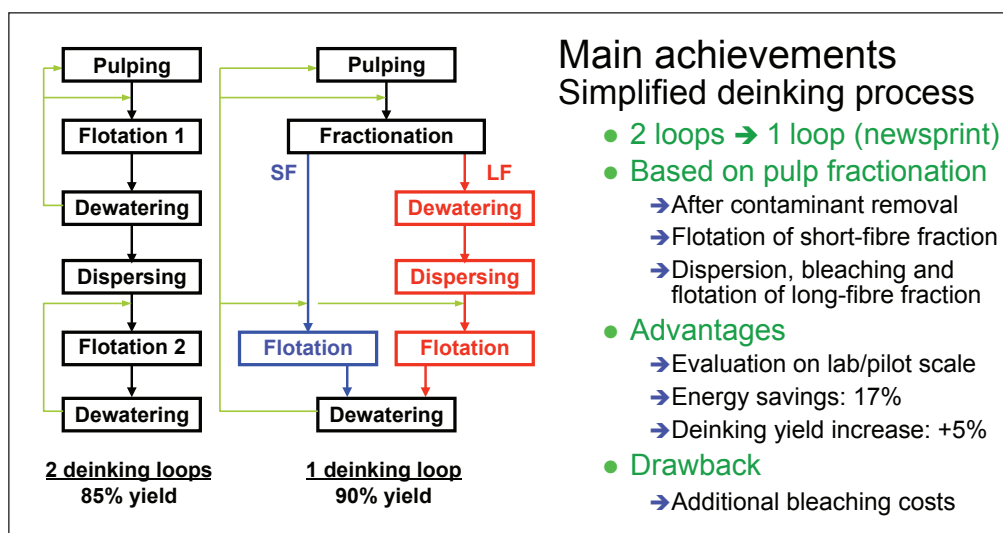 Pulping
Flotation 1
Dewatering
Dispersing
Flotation 2
Dewatering
2 deinking loops
85% yield
Pulping
Fractionation
SF
LF
Dewatering
Dispersing
Flotation
Flotation
Dewatering
1 deinking loop
90% yield
Main achievements
Simplified deinking process
● 2 loops ➔ 1 loop (newsprint)
● Based on pulp fractionation
➔After contaminant removal
➔Flotation of short-fibre fraction
➔Dispersion, bleaching and
flotation of long-fibre fraction
● Advantages
➔Evaluation on lab/pilot scale
➔Energy savings: 17%
➔Deinking yield increase: +5%
● Drawback
➔Additional bleaching costs